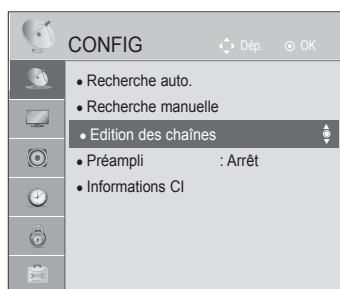 CONFIG Dép. OK
• Recherche auto.
• Recherche manuelle
• Edition des chaînes
• Préampli : Arrêt
• Informations CI